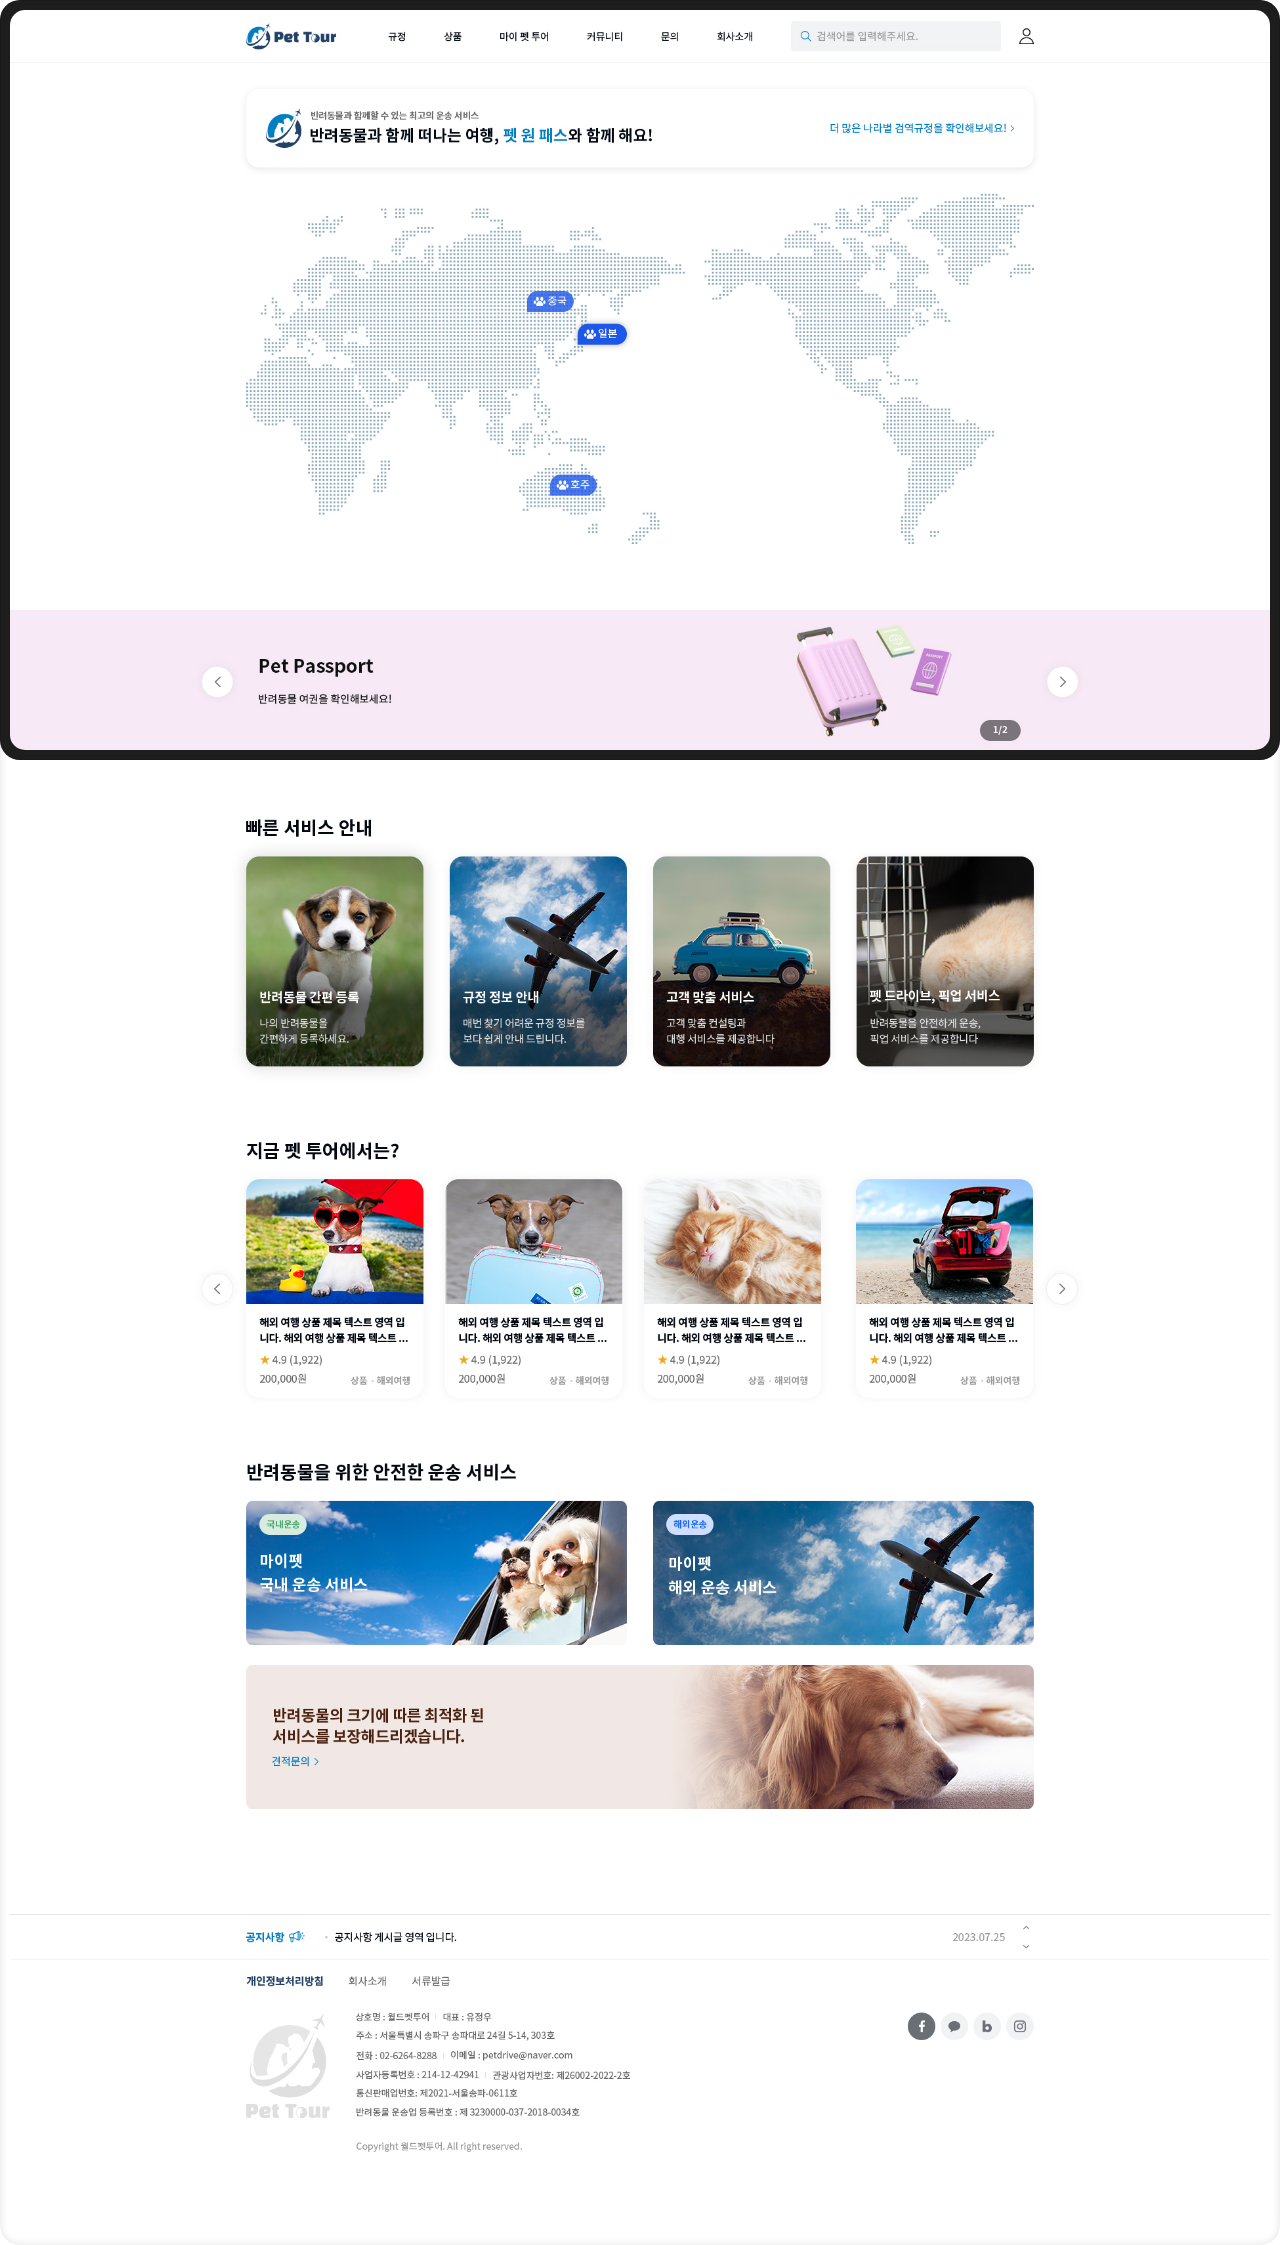 Pet Tour
규정
상품
마이 펫 투어
커뮤니티
문의
회사소개
검색어를 입력해주세요.
반려동물과 함께할 수 있는 최고의 운송 서비스
반려동물과 함께 떠나는 여행, 펫 원 패스와 함께 해요!
더 많은 나라별 검역규정을 확인해보세요!
중국
일본
호주
Pet Passport
반려동물 여권을 확인해보세요!
PASSPORT
1/2
빠른 서비스 안내
반려동물 간편 등록
나의 반려동물을
간편하게 등록하세요.
규정 정보 안내
매번 찾기 어려운 규정 정보를
보다 쉽게 안내 드립니다.
고객 맞춤 서비스
고객 맞춤 컨설팅과
대행 서비스를 제공합니다
펫 드라이브, 픽업 서비스
반려동물을 안전하게 운송,
픽업 서비스를 제공합니다
지금 펫 투어에서는?
해외 여행 상품 제목 텍스트 영역 입
니다. 해외 여행 상품 제목 텍스트 ...
4.9 (1,922)
200,000원
상품 · 해외여행
해외 여행 상품 제목 텍스트 영역 입
니다. 해외 여행 상품 제목 텍스트 ...
4.9 (1,922)
200,000원
상품 · 해외여행
해외 여행 상품 제목 텍스트 영역 입
니다. 해외 여행 상품 제목 텍스트 ...
4.9 (1,922)
200,000원
상품 · 해외여행
해외 여행 상품 제목 텍스트 영역 입
니다. 해외 여행 상품 제목 텍스트 ...
4.9 (1,922)
200,000원
상품 · 해외여행
반려동물을 위한 안전한 운송 서비스
국내운송
마이펫
국내 운송 서비스
해외운송
마이펫
해외 운송 서비스
반려동물의 크기에 따른 최적화 된
서비스를 보장해드리겠습니다.
견적문의
공지사항
· 공지사항 게시글 영역 입니다.
2023.07.25
개인정보처리방침
회사소개
서류발급
Pet Tour
상호명 : 월드펫투어 | 대표 : 유정우
주소 : 서울특별시 송파구 송파대로 24길 5-14, 303호
전화 : 02-6264-8288 | 이메일 : petdrive@naver.com
사업자등록번호 : 214-12-42941 | 관광사업자번호: 제26002-2022-2호
통신판매업번호: 제2021-서울송파-0611호
반려동물 운송업 등록번호 : 제 3230000-037-2018-0034호
Copyright 월드펫투어. All right reserved.